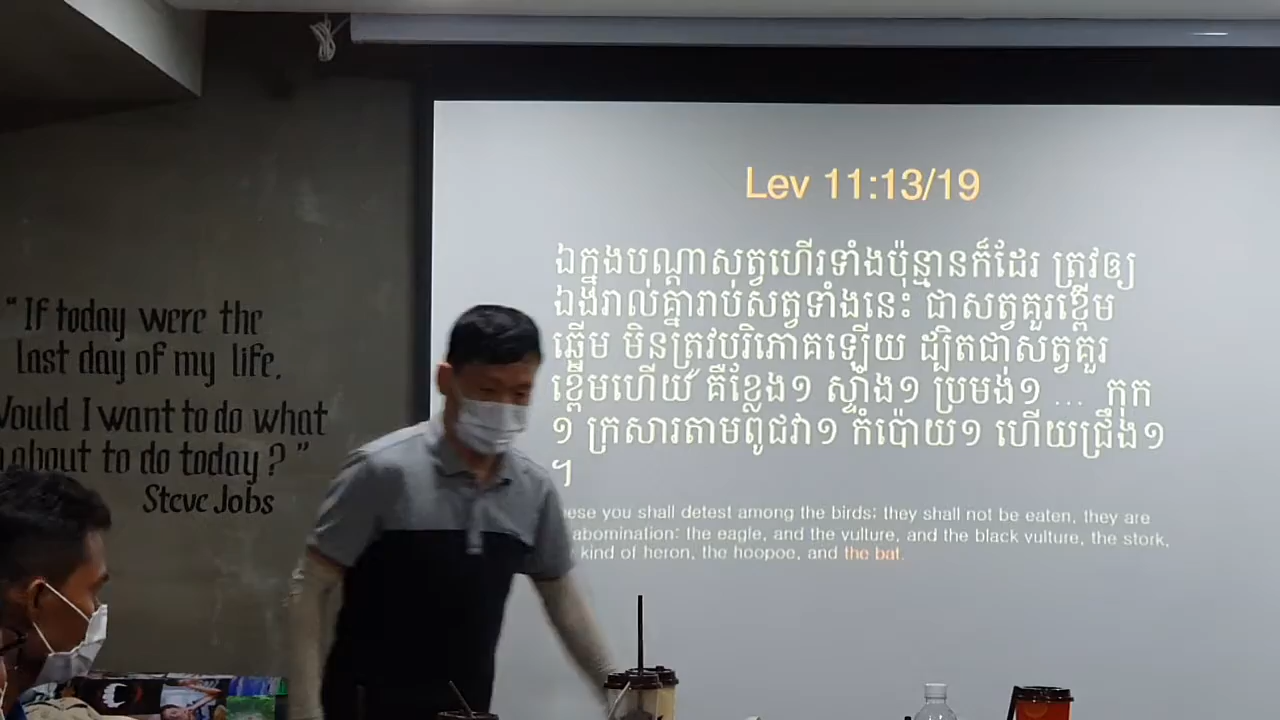 “ If today were the
last day of my life.
Would I want to do what
about to do today ? ”
Steve Jobs
Lev 11:13/19
ឯក្នុងបណ្តាសត្វហើរទាំងប៉ុន្មានក៏ដែរ ត្រូវឲ្យ
ឯងរាល់គ្នារាប់សត្វទាំងនេះ ជាសត្វគួរខ្ពើម
ឆ្អើម មិនត្រូវបរិភោគឡើយ ដ្បិតជាសត្វគួរ
ខ្ពើមហើយ គឺខ្លែង១ ស្ទាំង១ ប្រមង់១ ... កុក
១ ក្រសារតាមពូជវា១ កំប៉ោយ១ ហើយជ្រឹង១
។
these you shall detest among the birds; they shall not be eaten, they are
abomination: the eagle, and the vulture, and the black vulture, the stork,
kind of heron, the hoopoe, and the bat.